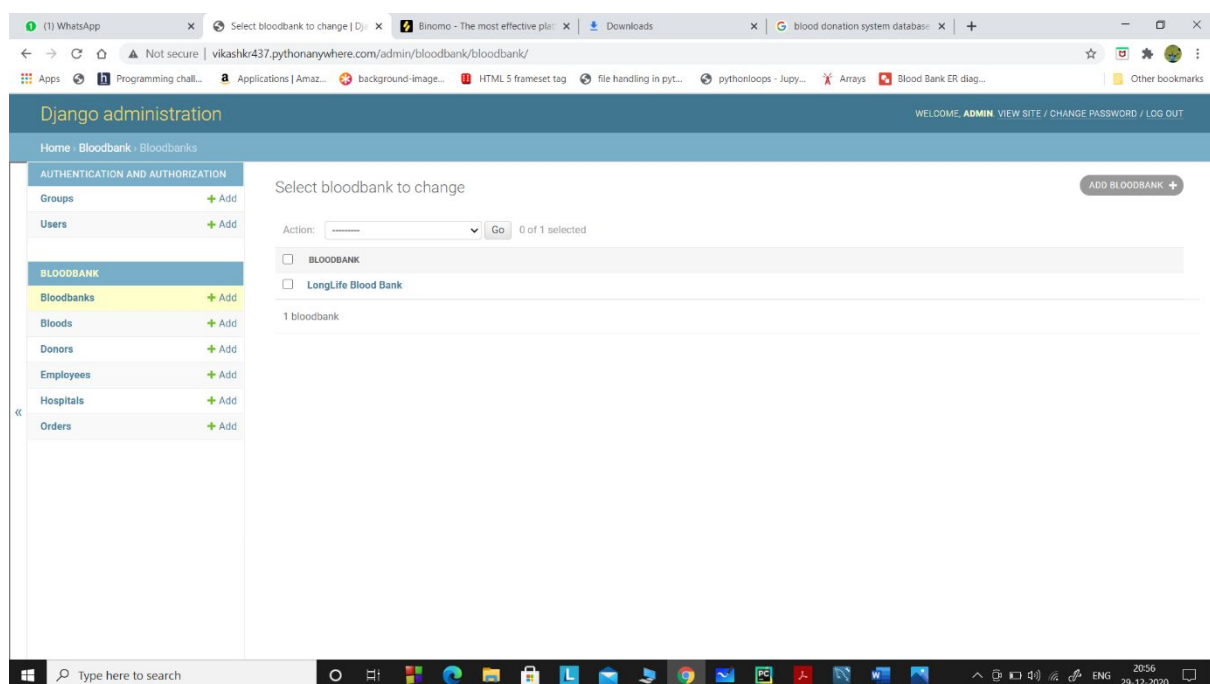 (1) WhatsApp
Select bloodbank to change | Dj
Binomo - The most effective plat
Downloads
blood donation system database
Not secure | vikashkr437.pythonanywhere.com/admin/bloodbank/bloodbank/
Apps
Programming chall...
Applications | Amaz...
background-image...
HTML 5 frameset tag
file handling in pyt...
pythonloops - Jupy...
Arrays
Blood Bank ER diag...
Other bookmarks
Django administration
WELCOME, ADMIN. VIEW SITE / CHANGE PASSWORD / LOG OUT
Home › Bloodbank › Bloodbanks
AUTHENTICATION AND AUTHORIZATION
Groups + Add
Users + Add
BLOODBANK
Bloodbanks + Add
Bloods + Add
Donors + Add
Employees + Add
Hospitals + Add
Orders + Add
«
Select bloodbank to change
ADD BLOODBANK +
Action: --------- Go 0 of 1 selected
BLOODBANK
LongLife Blood Bank
1 bloodbank
Type here to search
ENG
20:56
29-12-2020